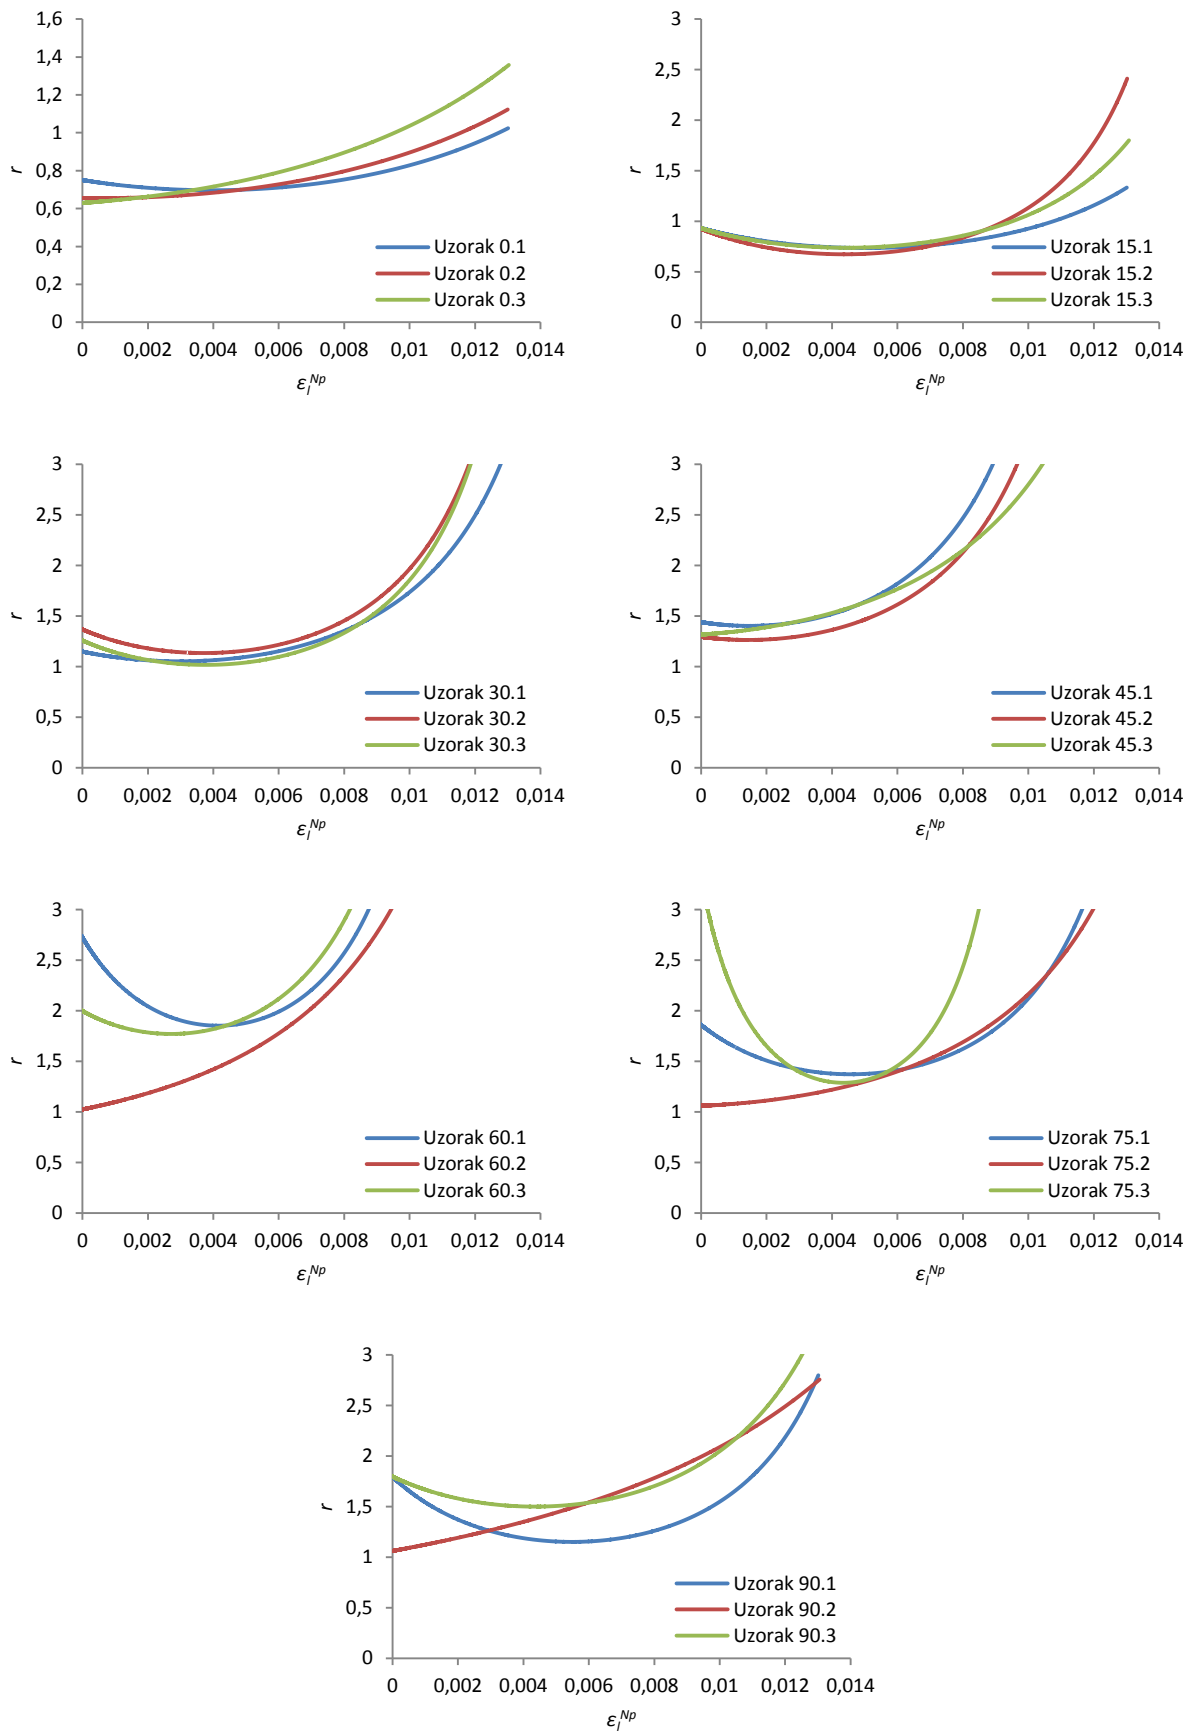 1,6
1,4
1,2
1
0,8
0,6
0,4
0,2
0
r
Uzorak 0.1
Uzorak 0.2
Uzorak 0.3
0 0,002 0,004 0,006 0,008 0,01 0,012 0,014
εₗᴺᵖ
3
2,5
2
1,5
1
0,5
0
r
Uzorak 15.1
Uzorak 15.2
Uzorak 15.3
0 0,002 0,004 0,006 0,008 0,01 0,012 0,014
εₗᴺᵖ
3
2,5
2
1,5
1
0,5
0
r
Uzorak 30.1
Uzorak 30.2
Uzorak 30.3
0 0,002 0,004 0,006 0,008 0,01 0,012 0,014
εₗᴺᵖ
3
2,5
2
1,5
1
0,5
0
r
Uzorak 45.1
Uzorak 45.2
Uzorak 45.3
0 0,002 0,004 0,006 0,008 0,01 0,012 0,014
εₗᴺᵖ
3
2,5
2
1,5
1
0,5
0
r
Uzorak 60.1
Uzorak 60.2
Uzorak 60.3
0 0,002 0,004 0,006 0,008 0,01 0,012 0,014
εₗᴺᵖ
3
2,5
2
1,5
1
0,5
0
r
Uzorak 75.1
Uzorak 75.2
Uzorak 75.3
0 0,002 0,004 0,006 0,008 0,01 0,012 0,014
εₗᴺᵖ
3
2,5
2
1,5
1
0,5
0
r
Uzorak 90.1
Uzorak 90.2
Uzorak 90.3
0 0,002 0,004 0,006 0,008 0,01 0,012 0,014
εₗᴺᵖ